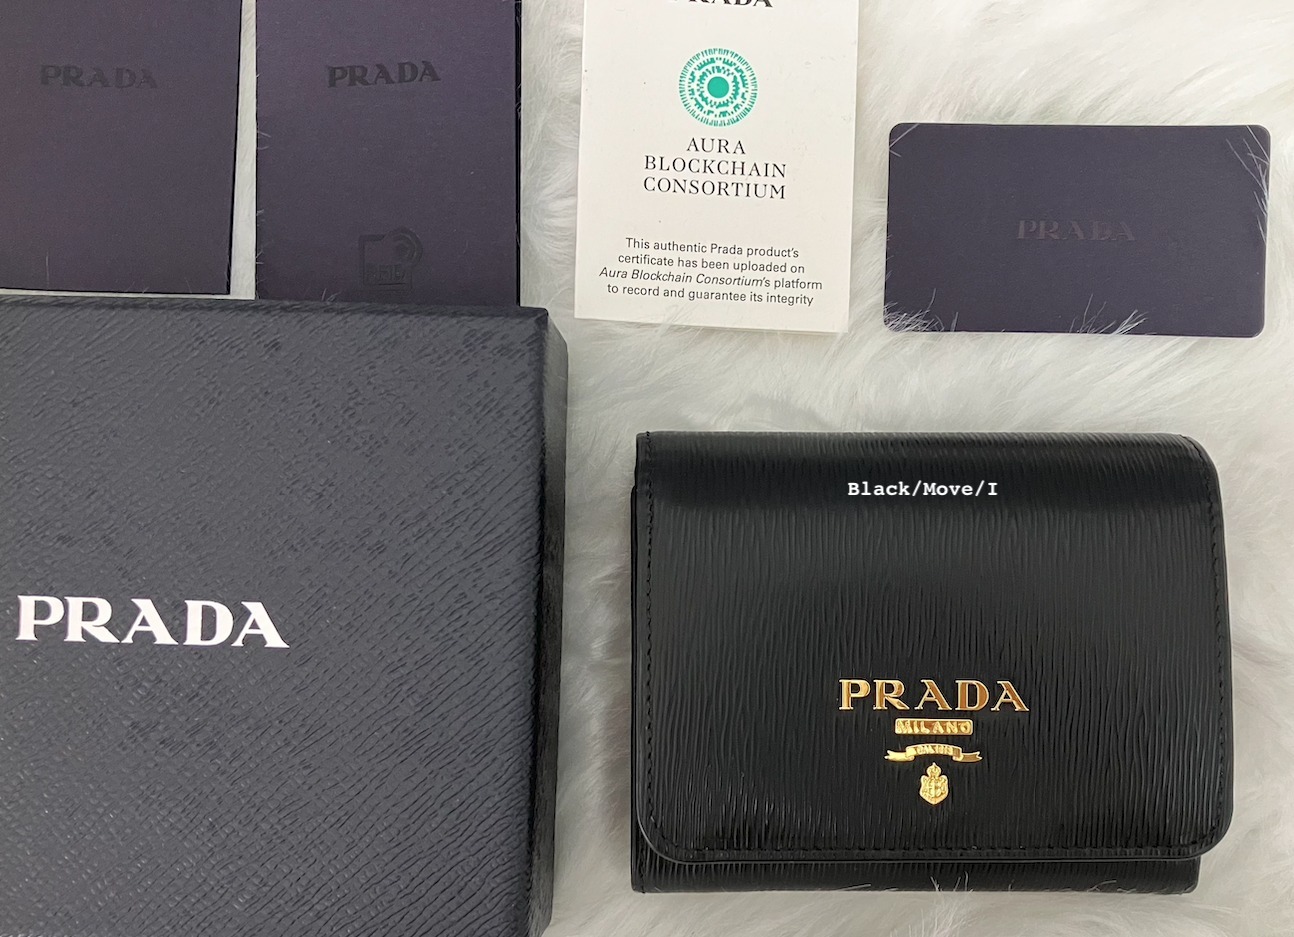 PRADA
PRADA
PRADA
AURA
BLOCKCHAIN
CONSORTIUM
This authentic Prada product's
certificate has been uploaded on
Aura Blockchain Consortium's platform
to record and guarantee its integrity
PRADA
PRADA
Black/Move/I
PRADA
MILANO